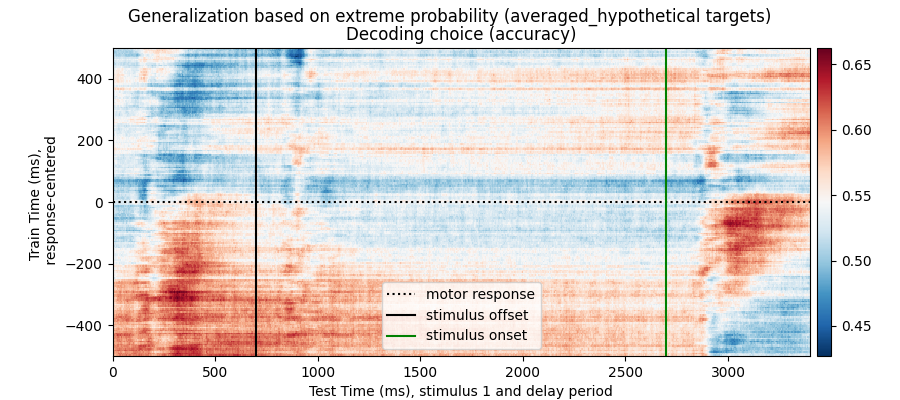 Generalization based on extreme probability (averaged_hypothetical targets)
Decoding choice (accuracy)
Train Time (ms),
response-centered
400
200
0
−200
−400
motor response
stimulus offset
stimulus onset
0
500
1000
1500
2000
2500
3000
Test Time (ms), stimulus 1 and delay period
0.65
0.60
0.55
0.50
0.45